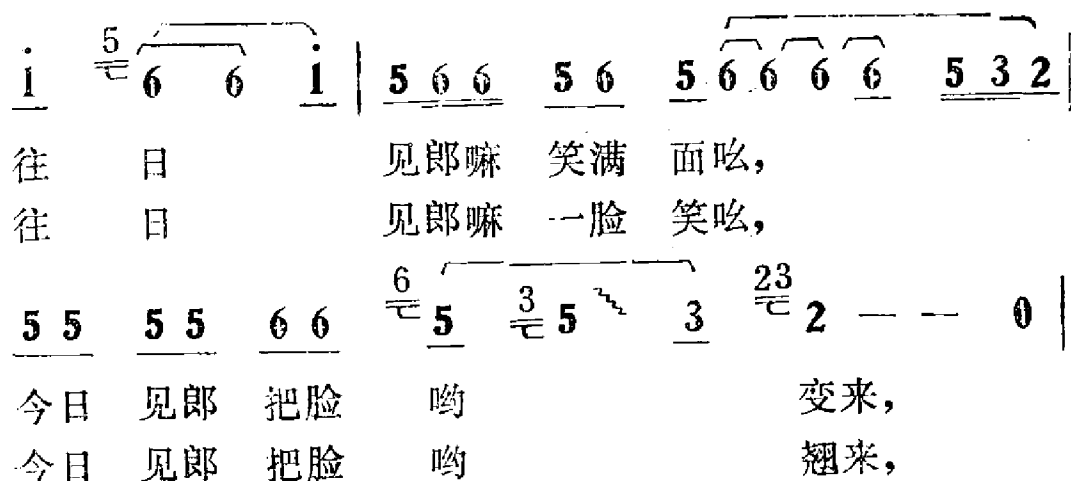 i 5 6 6 i | 5 6 6 5 6 5 6 6 6 6 5 3 2 |
往 日 见郎嘛 笑满 面吆，
往 日 见郎嘛 一脸 笑吆，
5 5 5 5 6 6 6 5 3 5 3 23 2 — — 0 |
今日 见郎 把脸 哟 变来，
今日 见郎 把脸 哟 翘来，